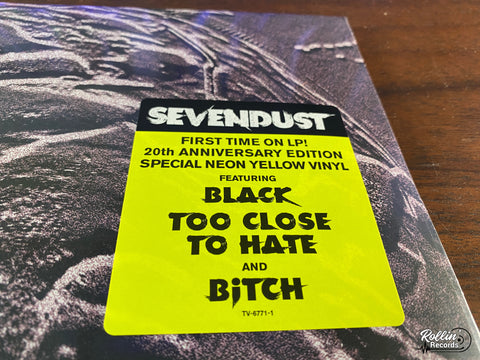 SEVENDUST
FIRST TIME ON LP!
20th ANNIVERSARY EDITION
SPECIAL NEON YELLOW VINYL
FEATURING
BLACK
TOO CLOSE
TO HATE
AND
BiTCH
TV-6771-1
Rollin'
Records